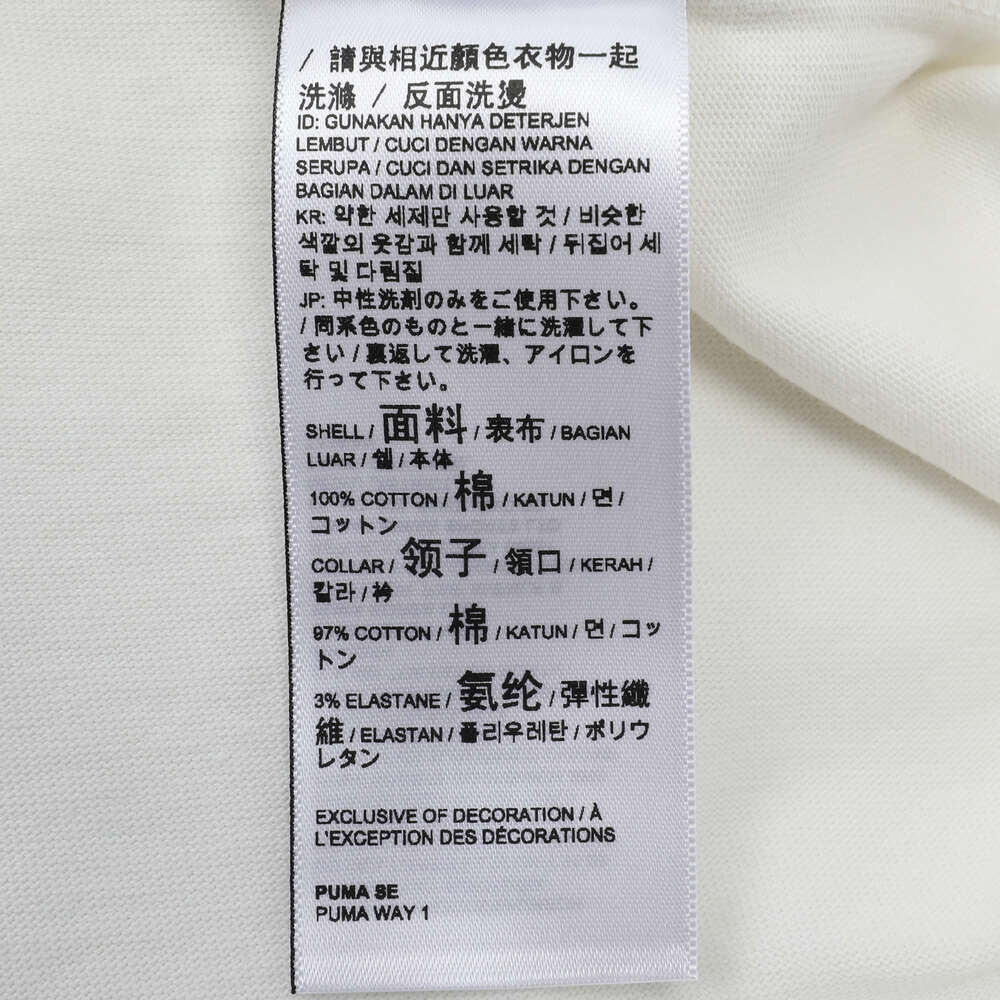 / 請與相近顏色衣物一起
洗滌 / 反面洗燙
ID: GUNAKAN HANYA DETERJEN
LEMBUT / CUCI DENGAN WARNA
SERUPA / CUCI DAN SETRIKA DENGAN
BAGIAN DALAM DI LUAR
KR: 약한 세제만 사용할 것 / 비슷한
색깔의 옷감과 함께 세탁 / 뒤집어 세
탁 및 다림질
JP: 中性洗剤のみをご使用下さい。
/ 同系色のものと一緒に洗濯して下
さい / 裏返して洗濯、アイロンを
行って下さい。
SHELL / 面料 / 表布 / BAGIAN
LUAR / 쉘 / 本体
100% COTTON / 棉 / KATUN / 면 /
コットン
COLLAR / 领子 / 領口 / KERAH /
칼라 / 衿
97% COTTON / 棉 / KATUN / 면 / コッ
トン
3% ELASTANE / 氨纶 / 彈性纖
維 / ELASTAN / 폴리우레탄 / ポリウ
レタン
EXCLUSIVE OF DECORATION / À
L'EXCEPTION DES DÉCORATIONS
PUMA SE
PUMA WAY 1